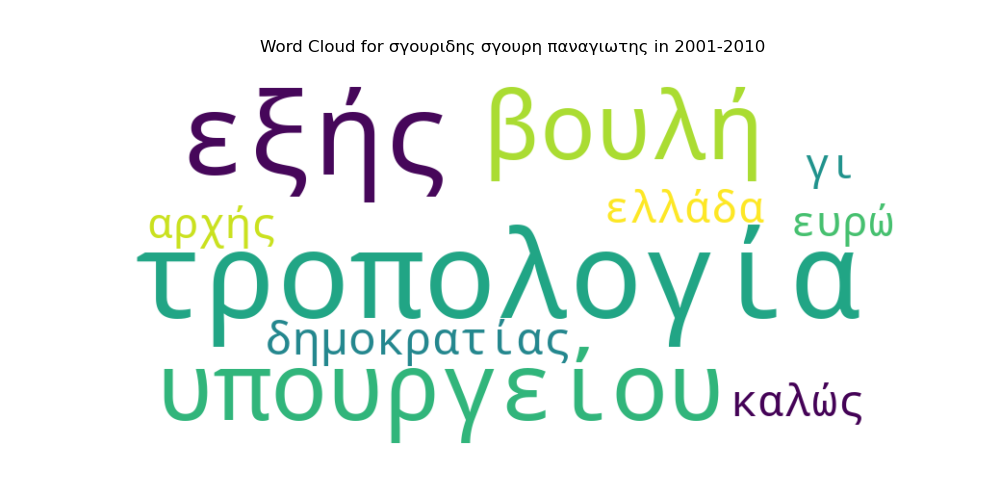 Word Cloud for σγουριδης σγουρη παναγιωτης in 2001-2010
εξής βουλή
γι
αρχής ελλάδα ευρώ
τροπολογία
δημοκρατίας
υπουργείου καλώς